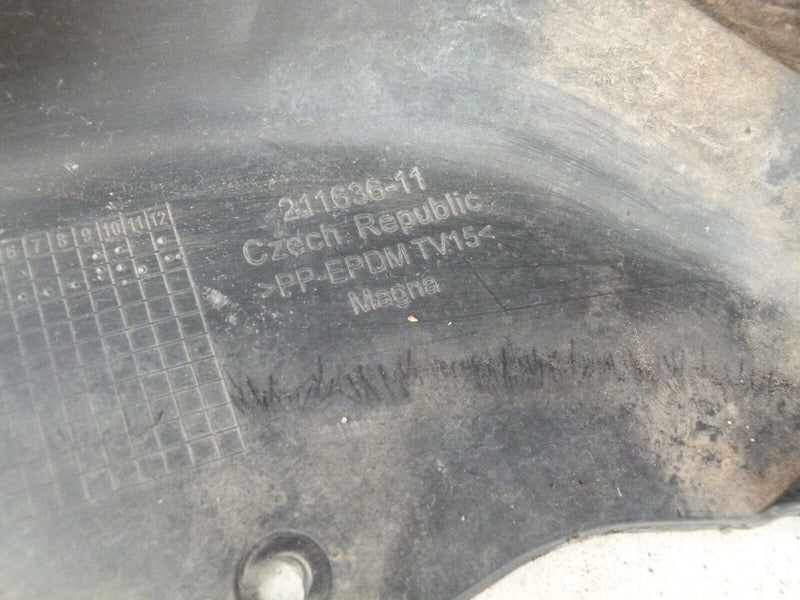 211636-11
Czech Republic
>PP-EPDM TV15<
Magna
6 7 8 9 10 11 12